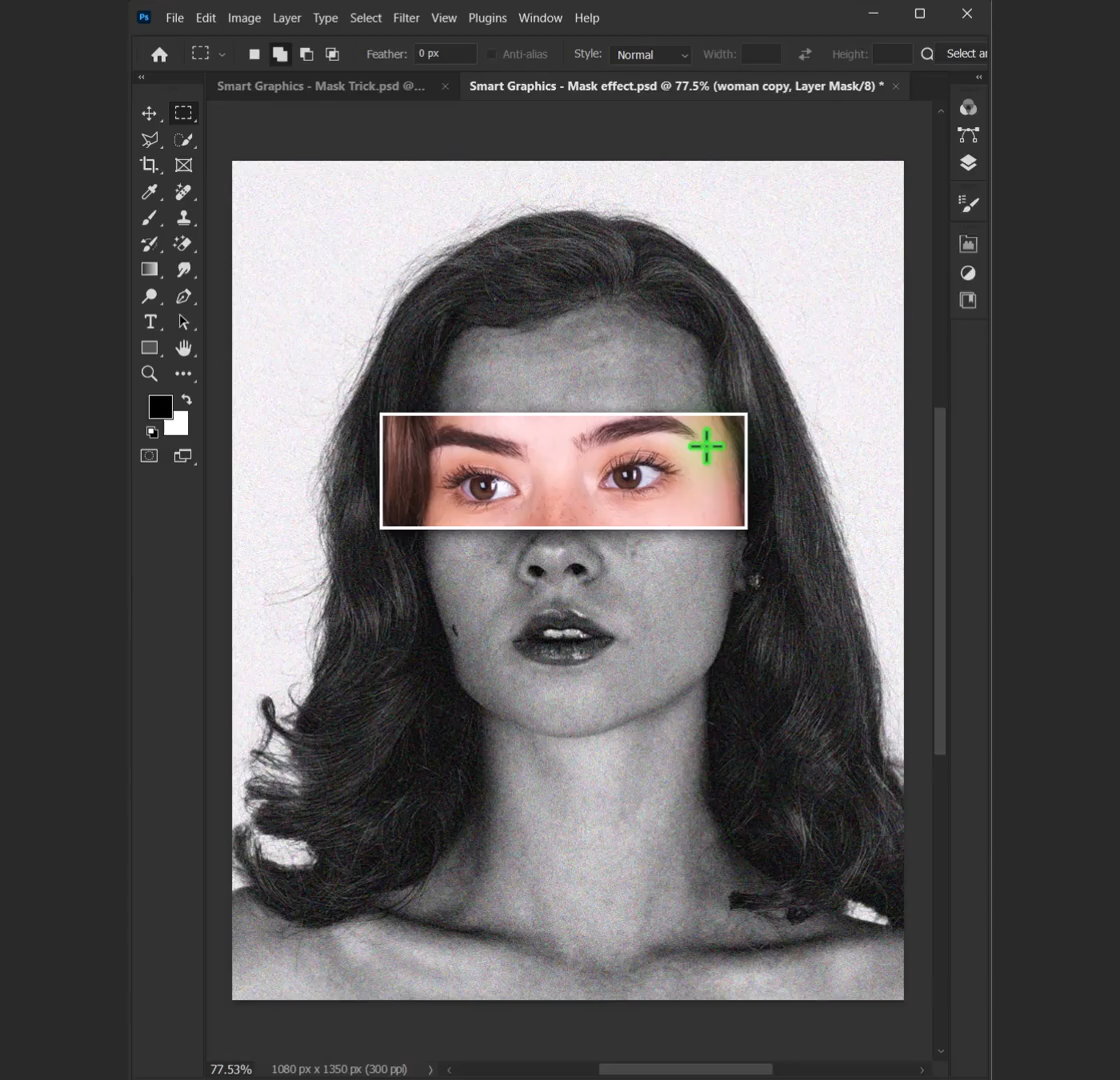 Ps File Edit Image Layer Type Select Filter View Plugins Window Help
Feather: 0 px Anti-alias Style: Normal Width: Height: Select
Smart Graphics - Mask Trick.psd @... × Smart Graphics - Mask effect.psd @ 77.5% (woman copy, Layer Mask/8) * ×
T
77.53% 1080 px x 1350 px (300 ppi)